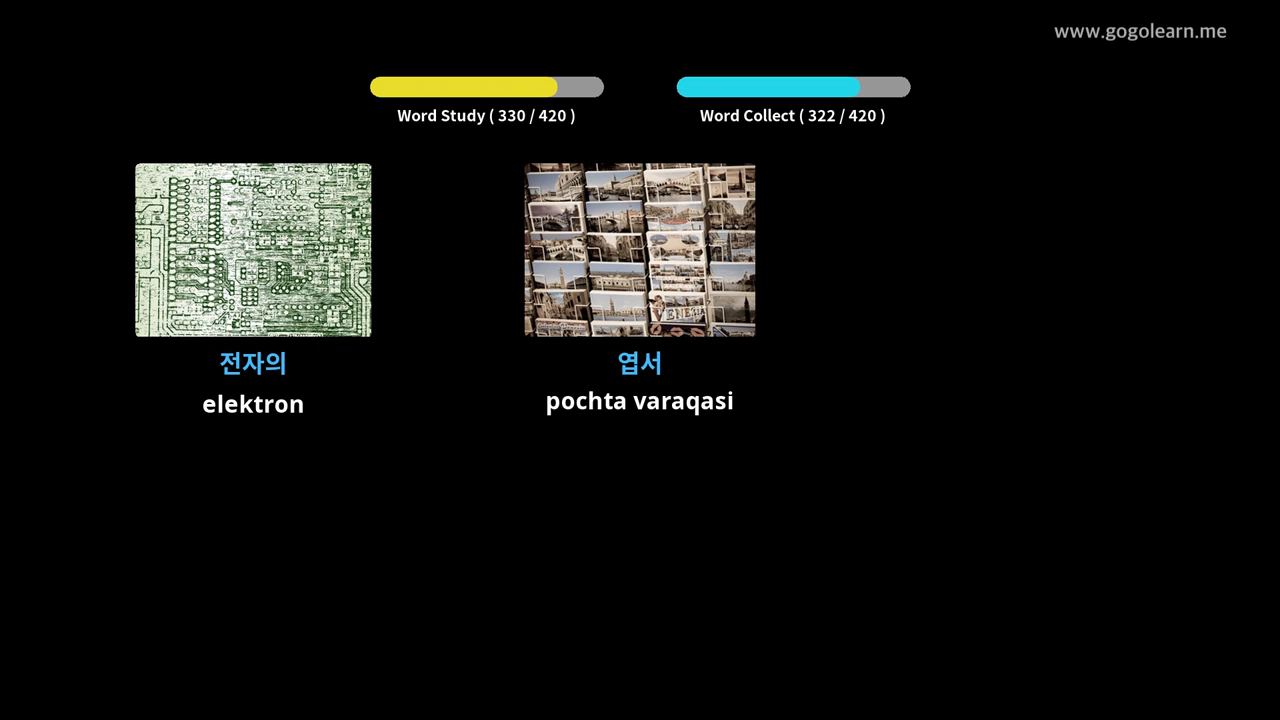 www.gogolearn.me
Word Study ( 330 / 420 )
Word Collect ( 322 / 420 )
VENEZIA
전자의
엽서
elektron
pochta varaqasi